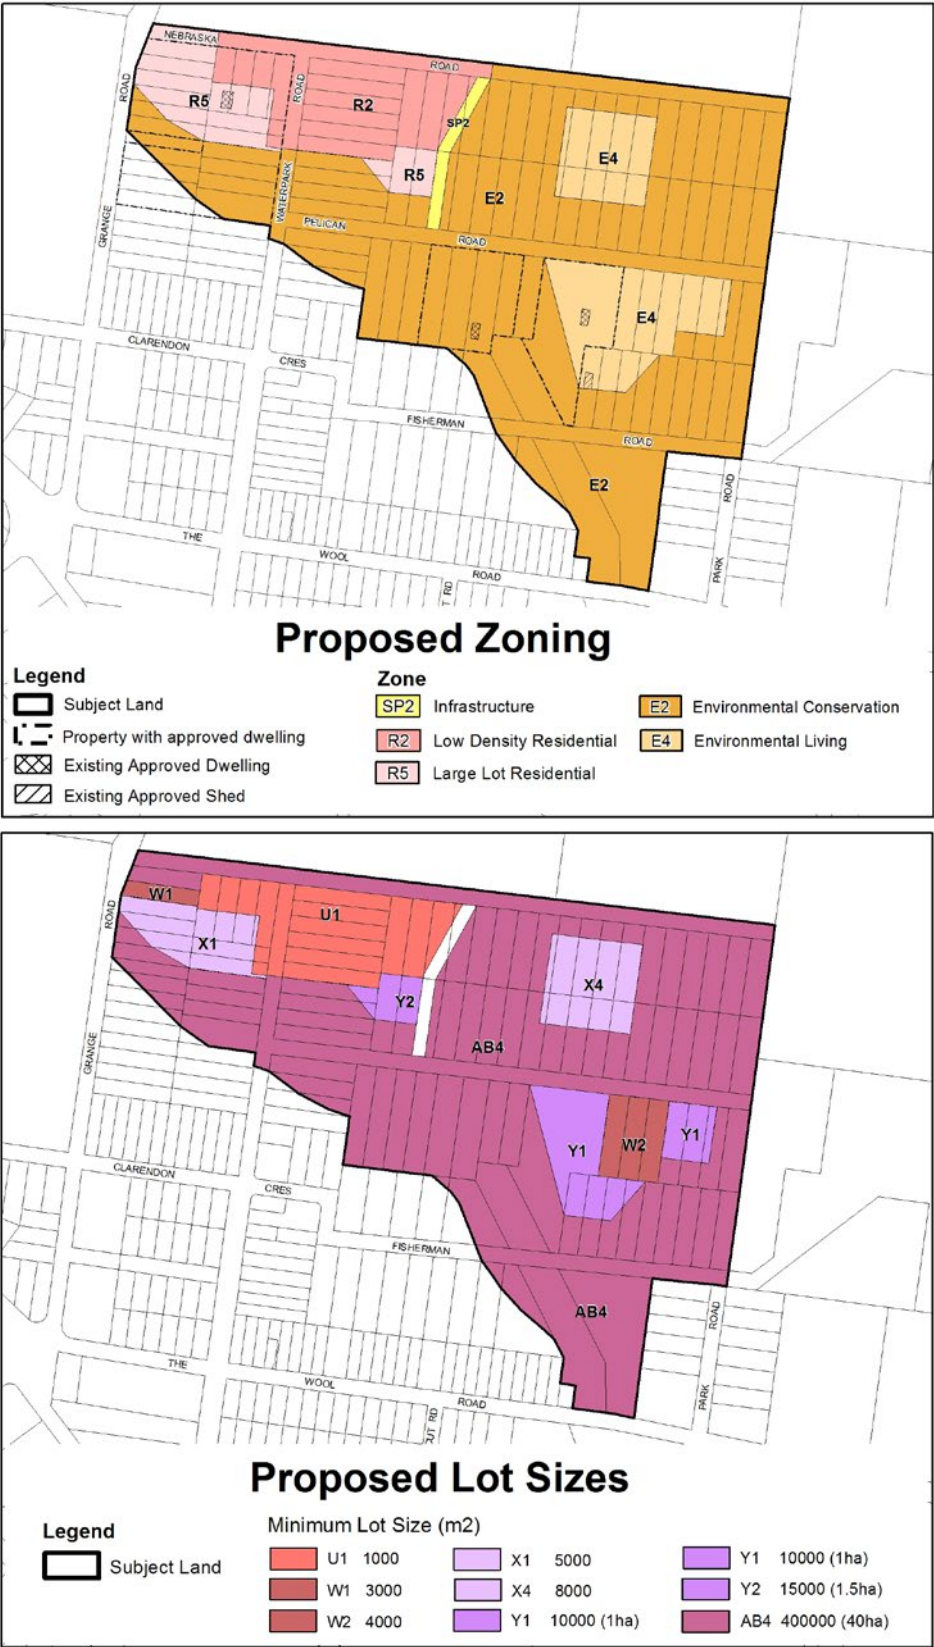 NEBRASKA
ROAD
ROAD
ROAD
R5
R2
SP2
E4
R5
E2
WATERPARK
PELICAN
ROAD
GRANGE
E4
CLARENDON
CRES
FISHERMAN
ROAD
E2
ROAD
THE
WOOL
ROAD
PARK
T RD
Proposed Zoning
Legend
Subject Land
Property with approved dwelling
Existing Approved Dwelling
Existing Approved Shed
Zone
SP2 Infrastructure
R2 Low Density Residential
R5 Large Lot Residential
E2 Environmental Conservation
E4 Environmental Living
W1
ROAD
U1
X1
X4
Y2
AB4
GRANGE
Y1
W2
Y1
CLARENDON
CRES
FISHERMAN
AB4
ROAD
THE
WOOL
ROAD
PARK
UT RD
Proposed Lot Sizes
Legend
Subject Land
Minimum Lot Size (m2)
U1 1000
W1 3000
W2 4000
X1 5000
X4 8000
Y1 10000 (1ha)
Y1 10000 (1ha)
Y2 15000 (1.5ha)
AB4 400000 (40ha)